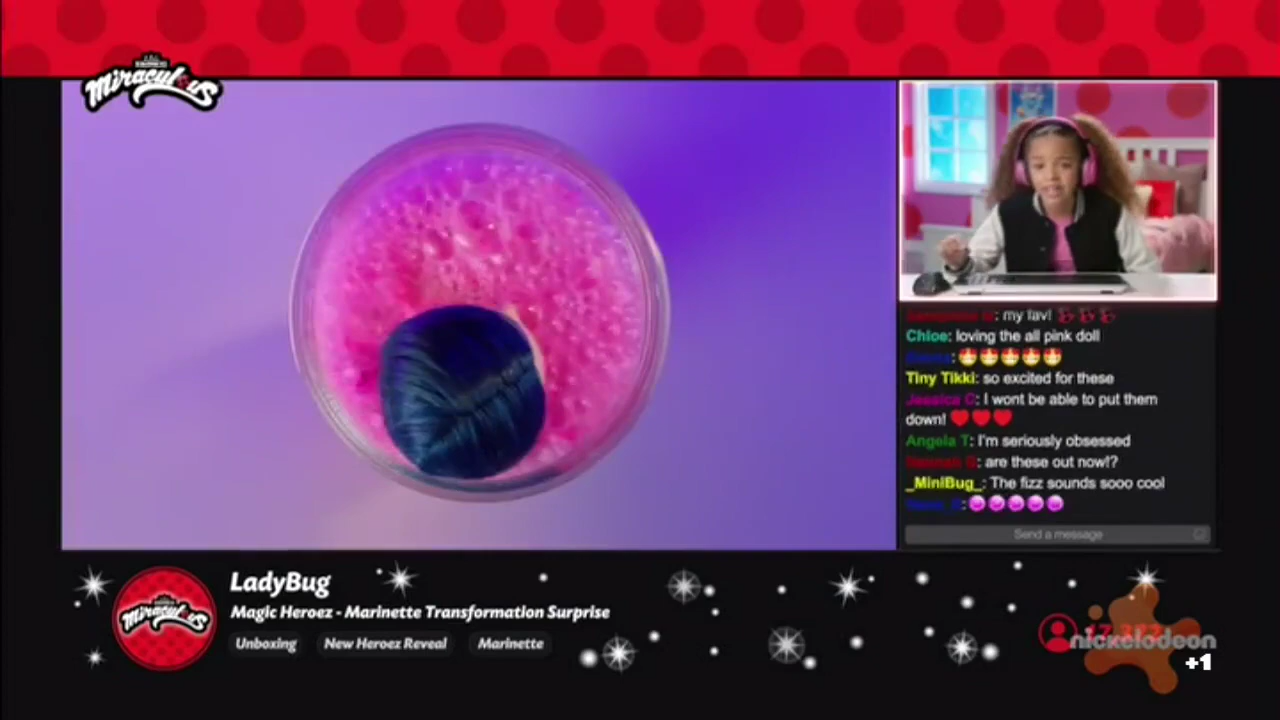 Miraculous
: my fav!
Chloe: loving the all pink doll
Tiny Tikki: so excited for these
Jessica C: I wont be able to put them
down!
Angela T: I'm seriously obsessed
: are these out now!?
_MiniBug_: The fizz sounds sooo cool
Send a message
LadyBug
Miraculous
Magic Heroez - Marinette Transformation Surprise
Unboxing
New Heroez Reveal
Marinette
nickelodeon
+1